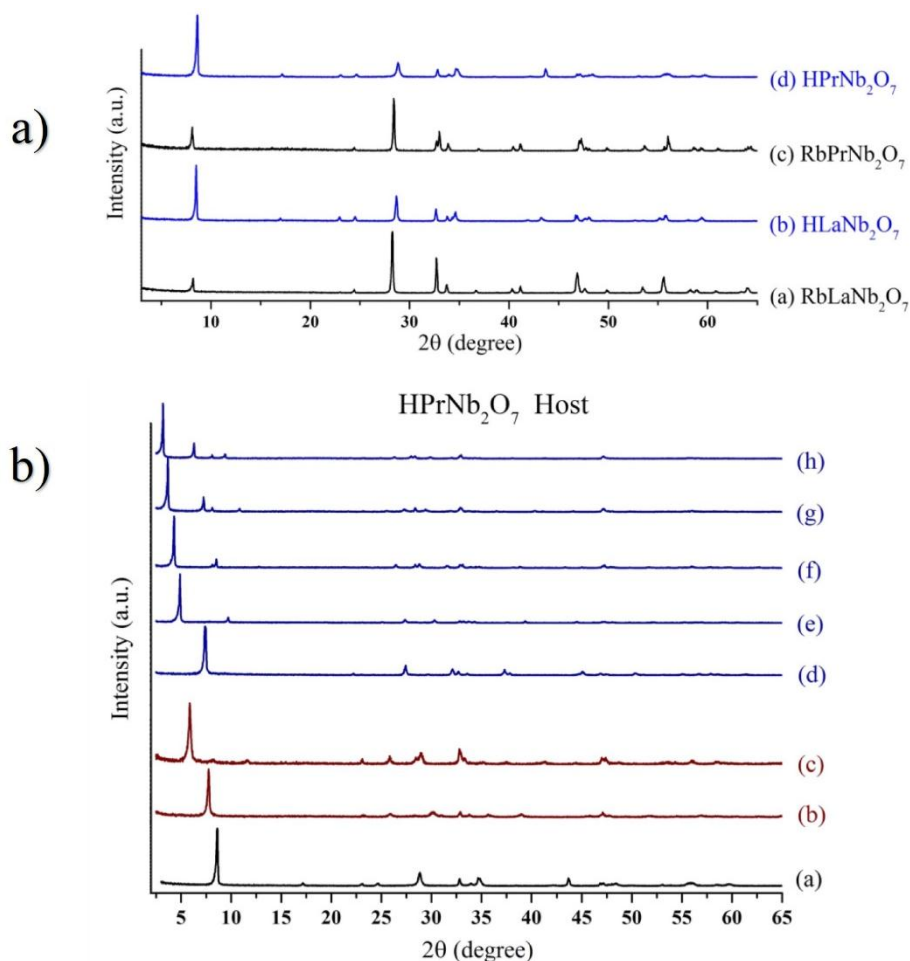 a)
Intensity (a.u.)
(d) HPrNb₂O₇
(c) RbPrNb₂O₇
(b) HLaNb₂O₇
(a) RbLaNb₂O₇
10 20 30 40 50 60
2θ (degree)
b)
HPrNb₂O₇ Host
Intensity (a.u.)
(h)
(g)
(f)
(e)
(d)
(c)
(b)
(a)
5 10 15 20 25 30 35 40 45 50 55 60 65
2θ (degree)